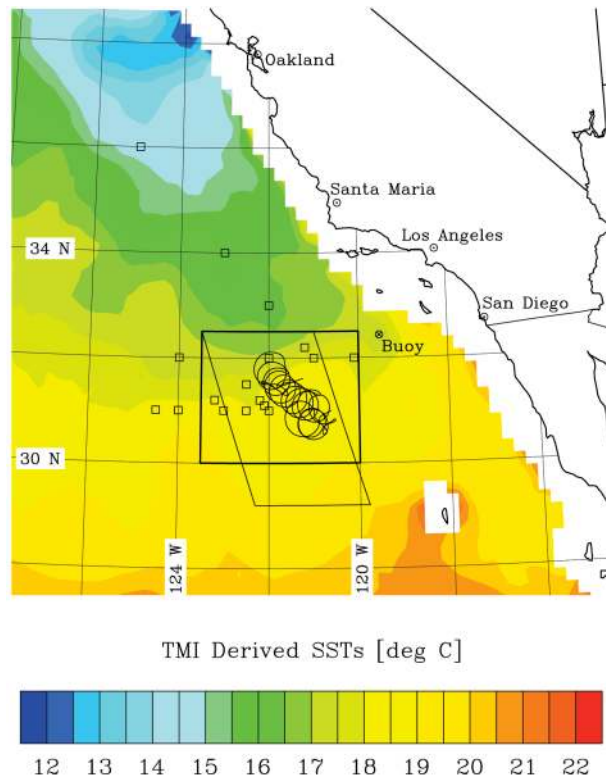 Oakland
Santa Maria
34 N
Los Angeles
San Diego
Buoy
30 N
124 W
120 W
TMI Derived SSTs [deg C]
12 13 14 15 16 17 18 19 20 21 22